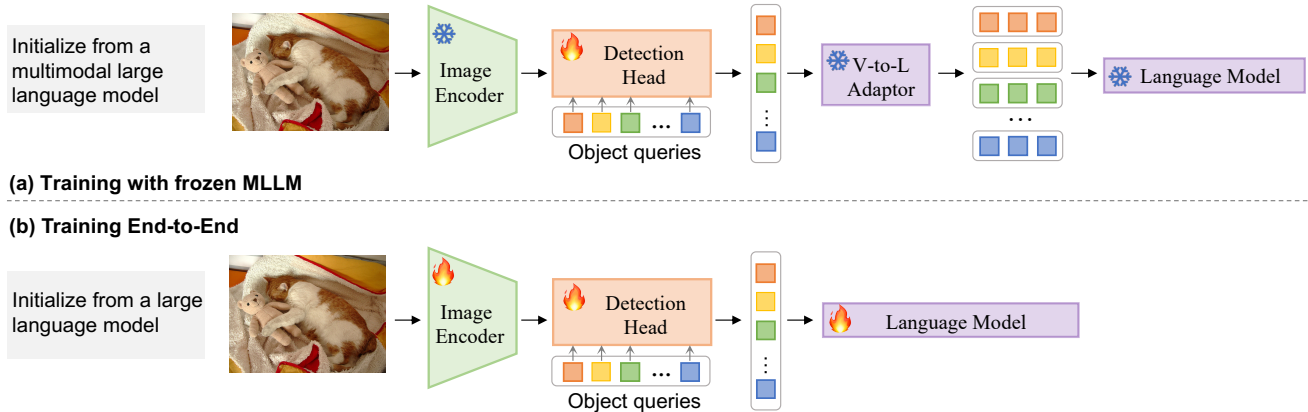 Initialize from a
multimodal large
language model
Image
Encoder
Detection
Head
...
Object queries
V-to-L
Adaptor
...
Language Model
(a) Training with frozen MLLM
(b) Training End-to-End
Initialize from a large
language model
Image
Encoder
Detection
Head
...
Object queries
Language Model